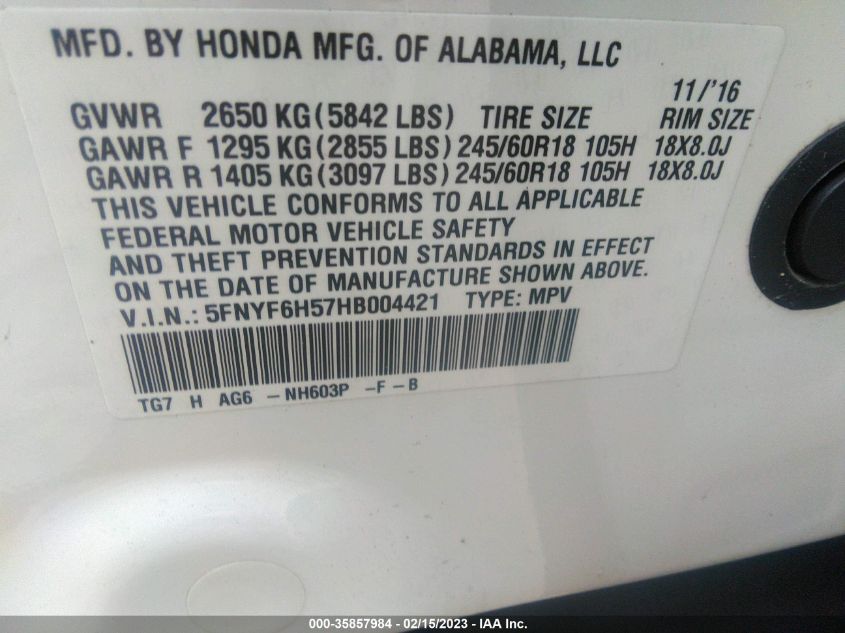 MFD. BY HONDA MFG. OF ALABAMA, LLC
11/'16
GVWR 2650 KG(5842 LBS) TIRE SIZE RIM SIZE
GAWR F 1295 KG(2855 LBS)245/60R18 105H 18X8.0J
GAWR R 1405 KG(3097 LBS)245/60R18 105H 18X8.0J
THIS VEHICLE CONFORMS TO ALL APPLICABLE
FEDERAL MOTOR VEHICLE SAFETY
AND THEFT PREVENTION STANDARDS IN EFFECT
ON THE DATE OF MANUFACTURE SHOWN ABOVE.
V.I.N.: 5FNYF6H57HB004421 TYPE: MPV
TG7 H AG6 -NH603P -F-B
000-35857984 - 02/15/2023 - IAA Inc.